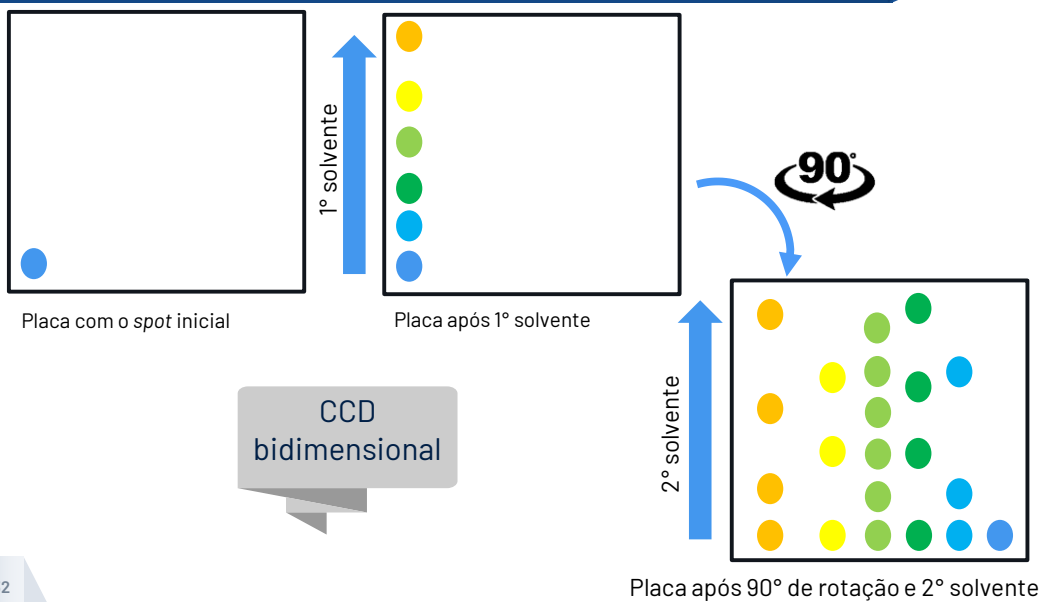 1° solvente
90°
Placa com o spot inicial
Placa após 1° solvente
2° solvente
CCD
bidimensional
Placa após 90° de rotação e 2° solvente